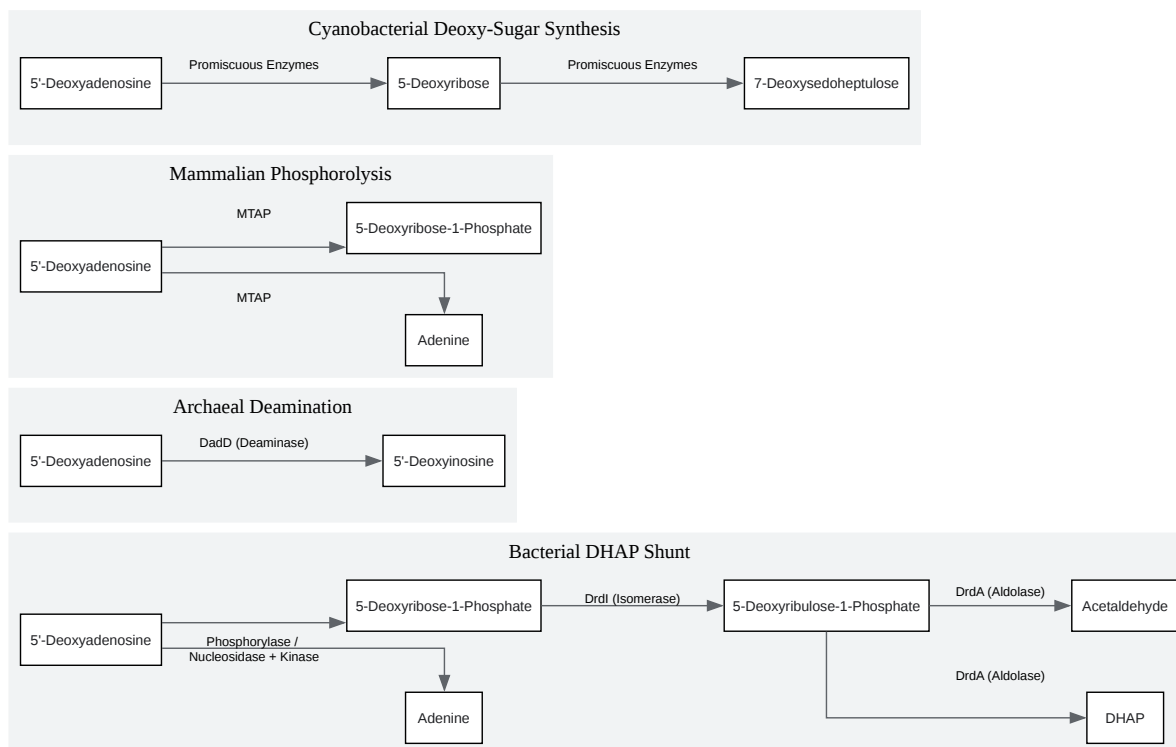 Cyanobacterial Deoxy-Sugar Synthesis
5'-Deoxyadenosine
Promiscuous Enzymes
5-Deoxyribose
Promiscuous Enzymes
7-Deoxysedoheptulose
Mammalian Phosphorolysis
MTAP
5-Deoxyribose-1-Phosphate
5'-Deoxyadenosine
MTAP
Adenine
Archaeal Deamination
5'-Deoxyadenosine
DadD (Deaminase)
5'-Deoxyinosine
Bacterial DHAP Shunt
5-Deoxyribose-1-Phosphate
DrdI (Isomerase)
5-Deoxyribulose-1-Phosphate
DrdA (Aldolase)
Acetaldehyde
5'-Deoxyadenosine
Phosphorylase /
Nucleosidase + Kinase
DrdA (Aldolase)
Adenine
DHAP